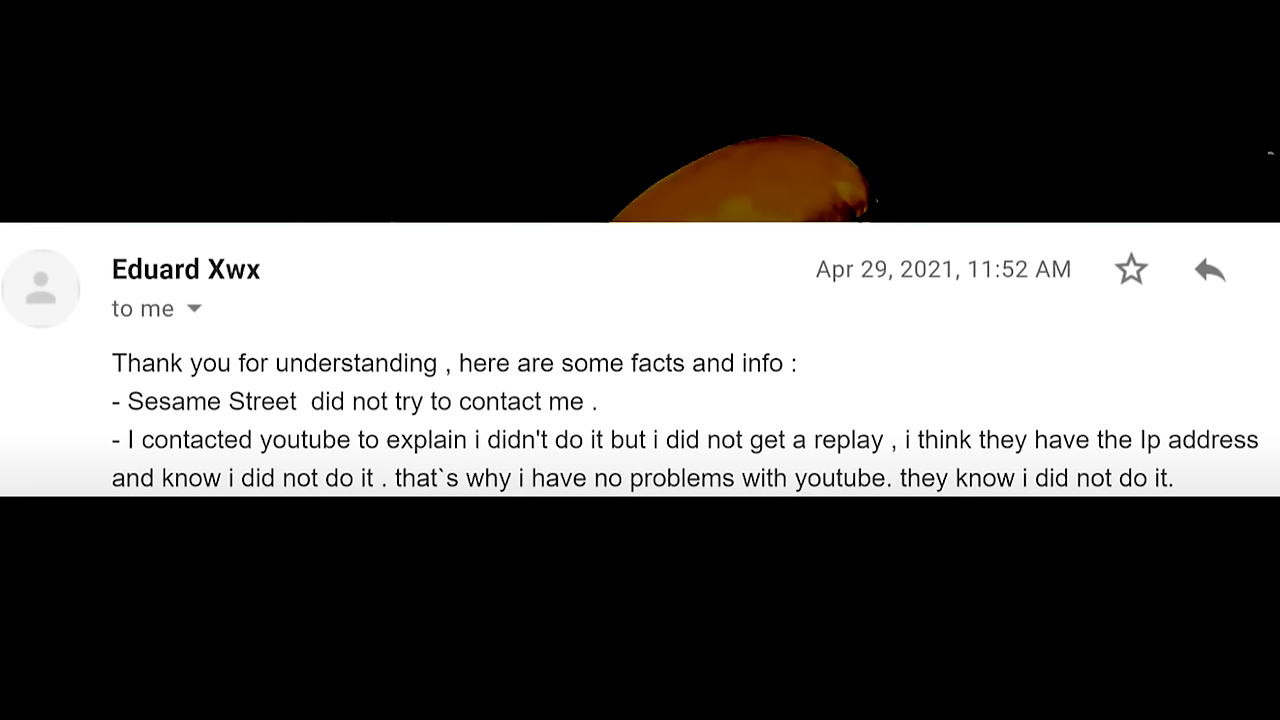 Eduard Xwx
Apr 29, 2021, 11:52 AM
to me
Thank you for understanding , here are some facts and info :
- Sesame Street  did not try to contact me .
- I contacted youtube to explain i didn't do it but i did not get a replay , i think they have the Ip address
and know i did not do it . that`s why i have no problems with youtube. they know i did not do it.